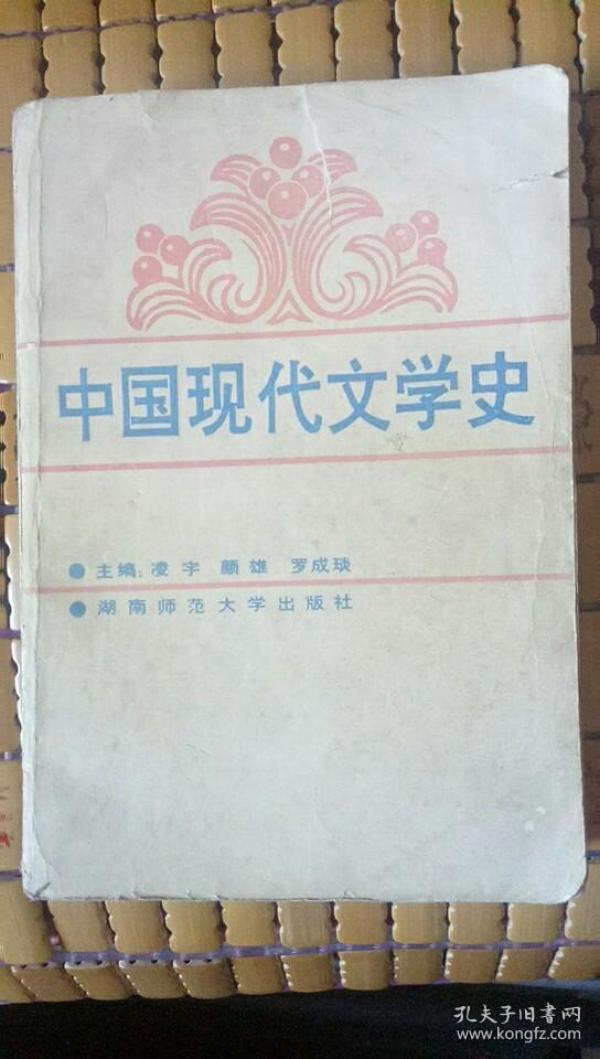 中国现代文学史
●主编：凌宇 颜雄 罗成琰
●湖南师范大学出版社
孔夫子旧书网
www.kongfz.com